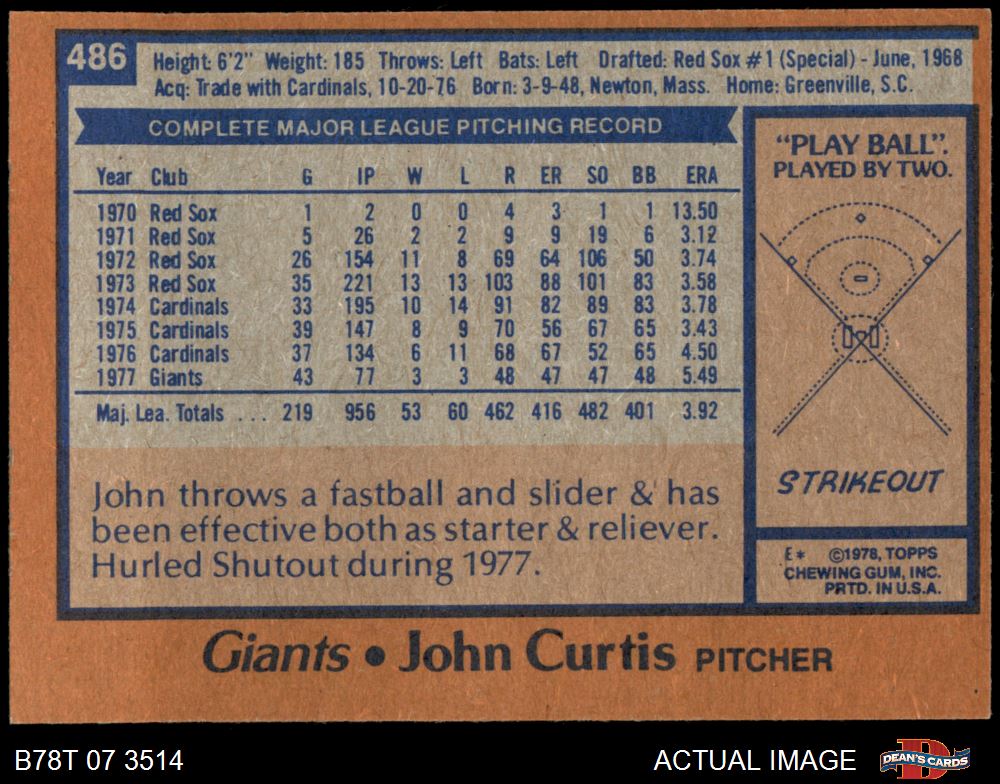 486
Height: 6'2" Weight: 185 Throws: Left Bats: Left Drafted: Red Sox #1 (Special) - June, 1968
Acq: Trade with Cardinals, 10-20-76 Born: 3-9-48, Newton, Mass. Home: Greenville, S.C.
COMPLETE MAJOR LEAGUE PITCHING RECORD
Year Club G IP W L R ER SO BB ERA
1970 Red Sox 1 2 0 0 4 3 1 1 13.50
1971 Red Sox 5 26 2 2 9 9 19 6 3.12
1972 Red Sox 26 154 11 8 69 64 106 50 3.74
1973 Red Sox 35 221 13 13 103 88 101 83 3.58
1974 Cardinals 33 195 10 14 91 82 89 83 3.78
1975 Cardinals 39 147 8 9 70 56 67 65 3.43
1976 Cardinals 37 134 6 11 68 67 52 65 4.50
1977 Giants 43 77 3 3 48 47 47 48 5.49
Maj. Lea. Totals ... 219 956 53 60 462 416 482 401 3.92
John throws a fastball and slider & has
been effective both as starter & reliever.
Hurled Shutout during 1977.
"PLAY BALL".
PLAYED BY TWO.
STRIKEOUT
E* ©1978, TOPPS
CHEWING GUM, INC.
PRTD. IN U.S.A.
Giants • John Curtis PITCHER
B78T 07 3514
ACTUAL IMAGE
DEAN'S CARDS